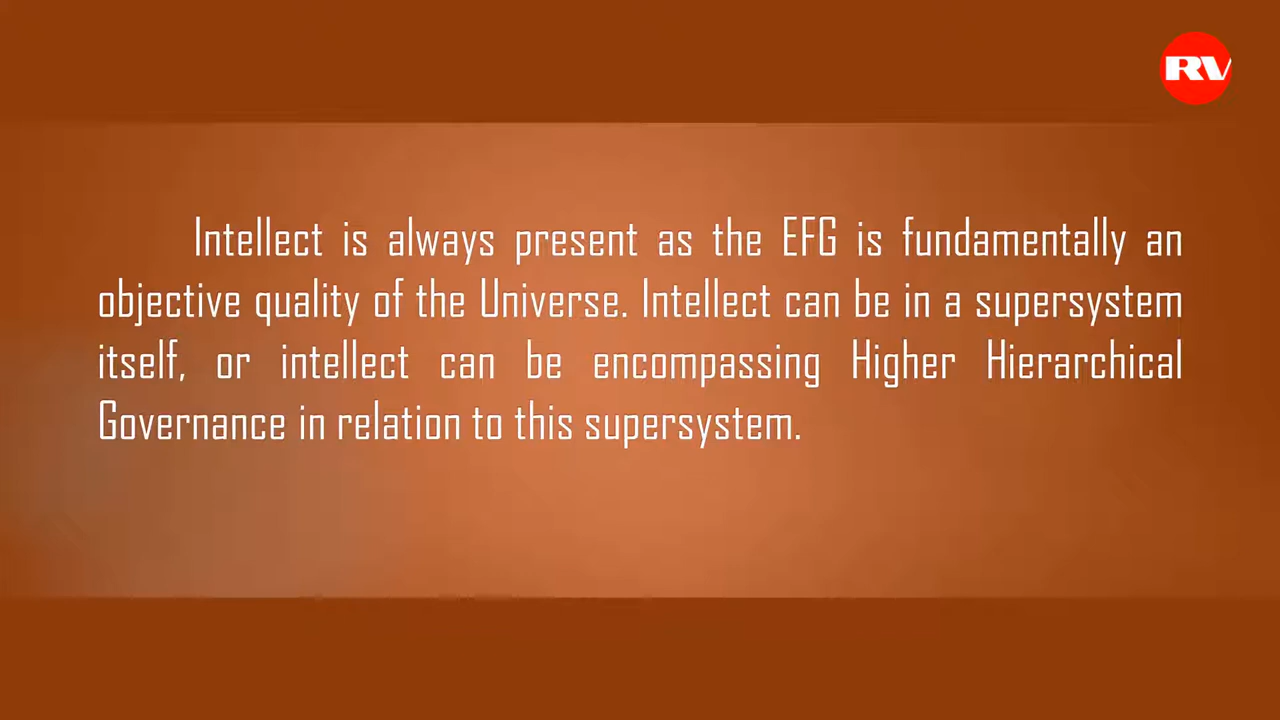 RV
Intellect is always present as the EFG is fundamentally an
objective quality of the Universe. Intellect can be in a supersystem
itself, or intellect can be encompassing Higher Hierarchical
Governance in relation to this supersystem.